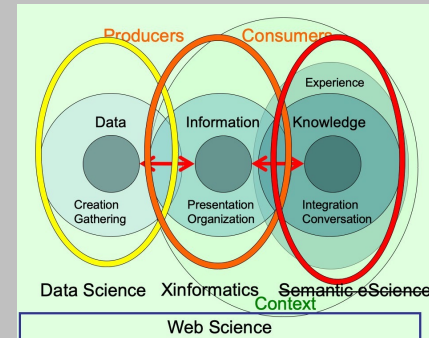 Producers Consumers
Experience
Data Information Knowledge
Creation Presentation Integration
Gathering Organization Conversation
Data Science Xinformatics Semantic eScience
Context
Web Science